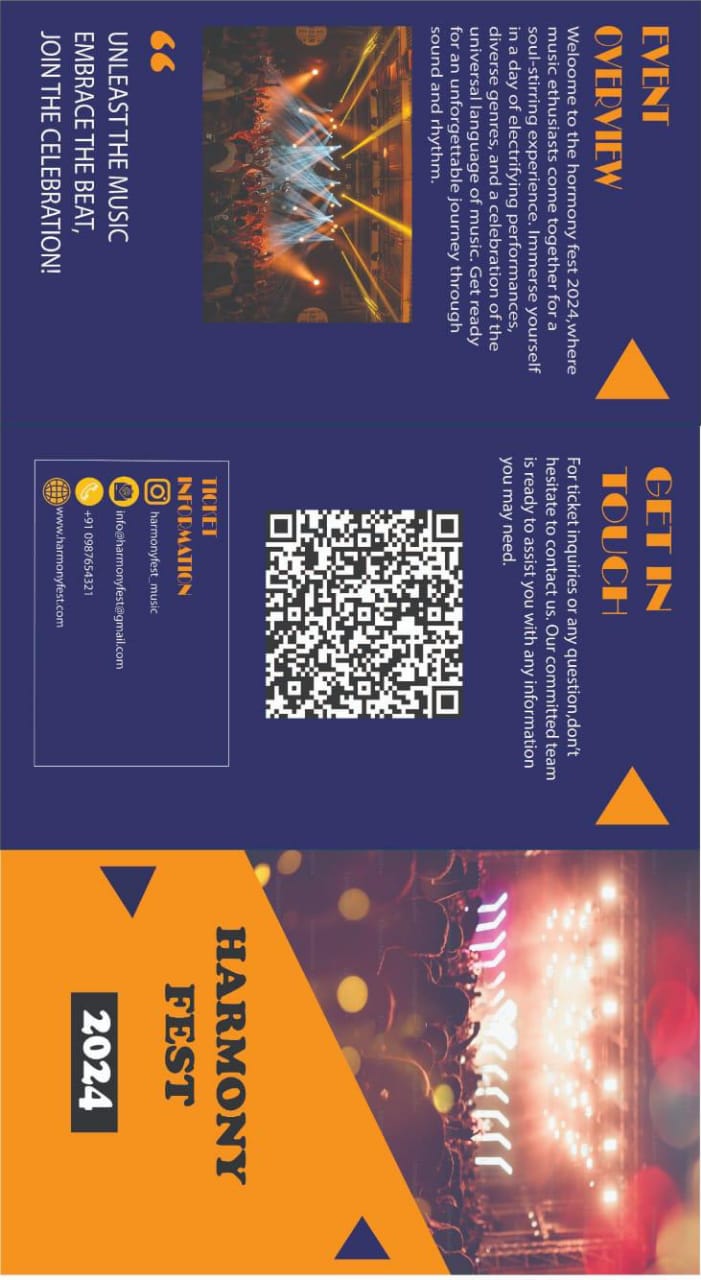 EVENT
OVERVIEW
Weloome to the hormony fest 2024,where
music ethusiasts come together for a
soul-stirring experience. Immerse yourself
in a day of electrifying performances,
diverse genres, and a celebration of the
universal language of music. Get ready
for an unforgettable journey through
sound and rhythm.
“
UNLEAST THE MUSIC
EMBRACE THE BEAT,
JOIN THE CELEBRATION!
GET IN
TOUCH
For ticket inquiries or any question,don’t
hesitate to contact us. Our committed team
is ready to assist you with any information
you may need.
TICKET
INFORMATION
harmonyfest_music
info@harmonyfest@gmail.com
+91 0987654321
www.harmonyfest.com
HARMONY
FEST
2024